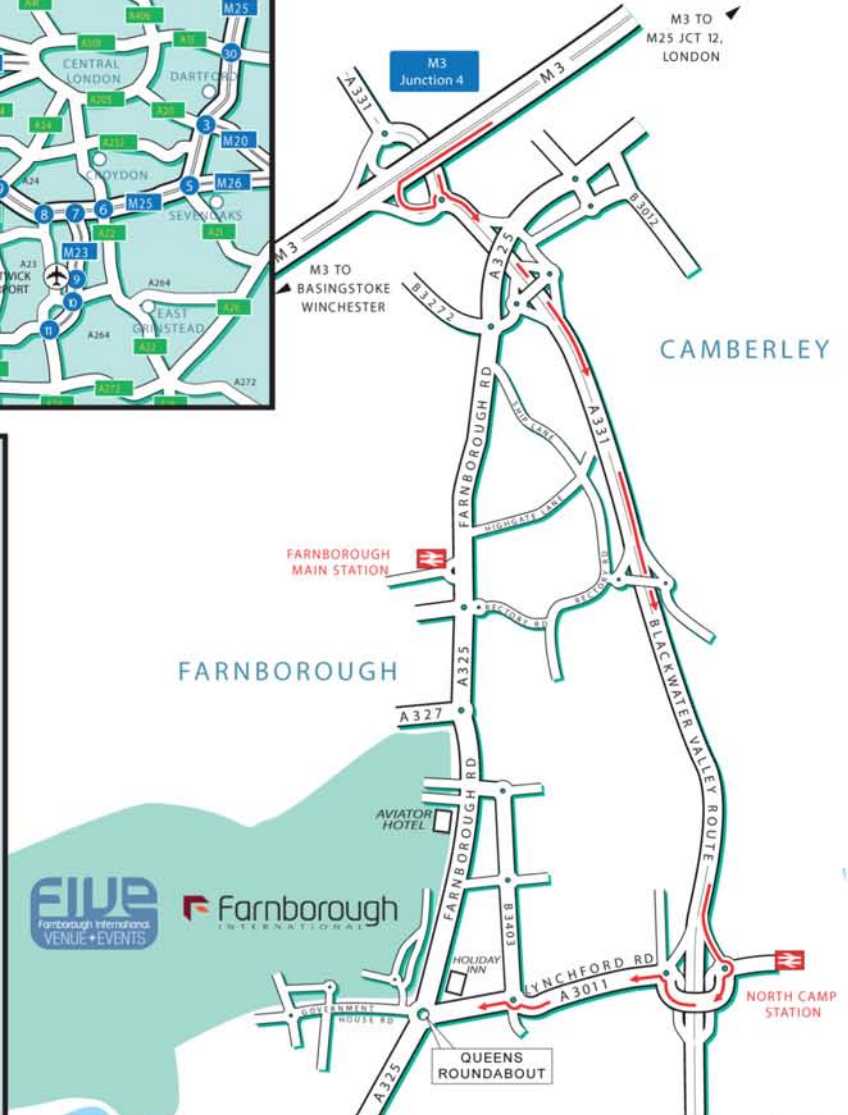 M25
A406
30
A501
A13
CENTRAL
LONDON
DARTFORD
A205
A20
A24
3
M20
A232
CROYDON
A24
5
M26
8
7
6
M25
SEVENOAKS
A22
A21
M23
A23
9
A264
10
EAST
GRINSTEAD
A26
11
A264
A22
A272
A272
M3 TO
M25 JCT 12,
LONDON
M3
Junction 4
A331
M3
M3
B3012
A325
M3 TO
BASINGSTOKE
WINCHESTER
B3272
CAMBERLEY
FARNBOROUGH RD
SHIP LANE
A331
HIGHGATE LANE
FARNBOROUGH
MAIN STATION
RECTORY RD
RECTORY RD
BLACKWATER VALLEY ROUTE
A325
FARNBOROUGH
A327
FARNBOROUGH RD
AVIATOR
HOTEL
FIVE
Farnborough International
VENUE+EVENTS
Farnborough
INTERNATIONAL
B3403
HOLIDAY
INN
LYNCHFORD RD
A3011
NORTH CAMP
STATION
GOVERNMENT
HOUSE RD
QUEENS
ROUNDABOUT
A325